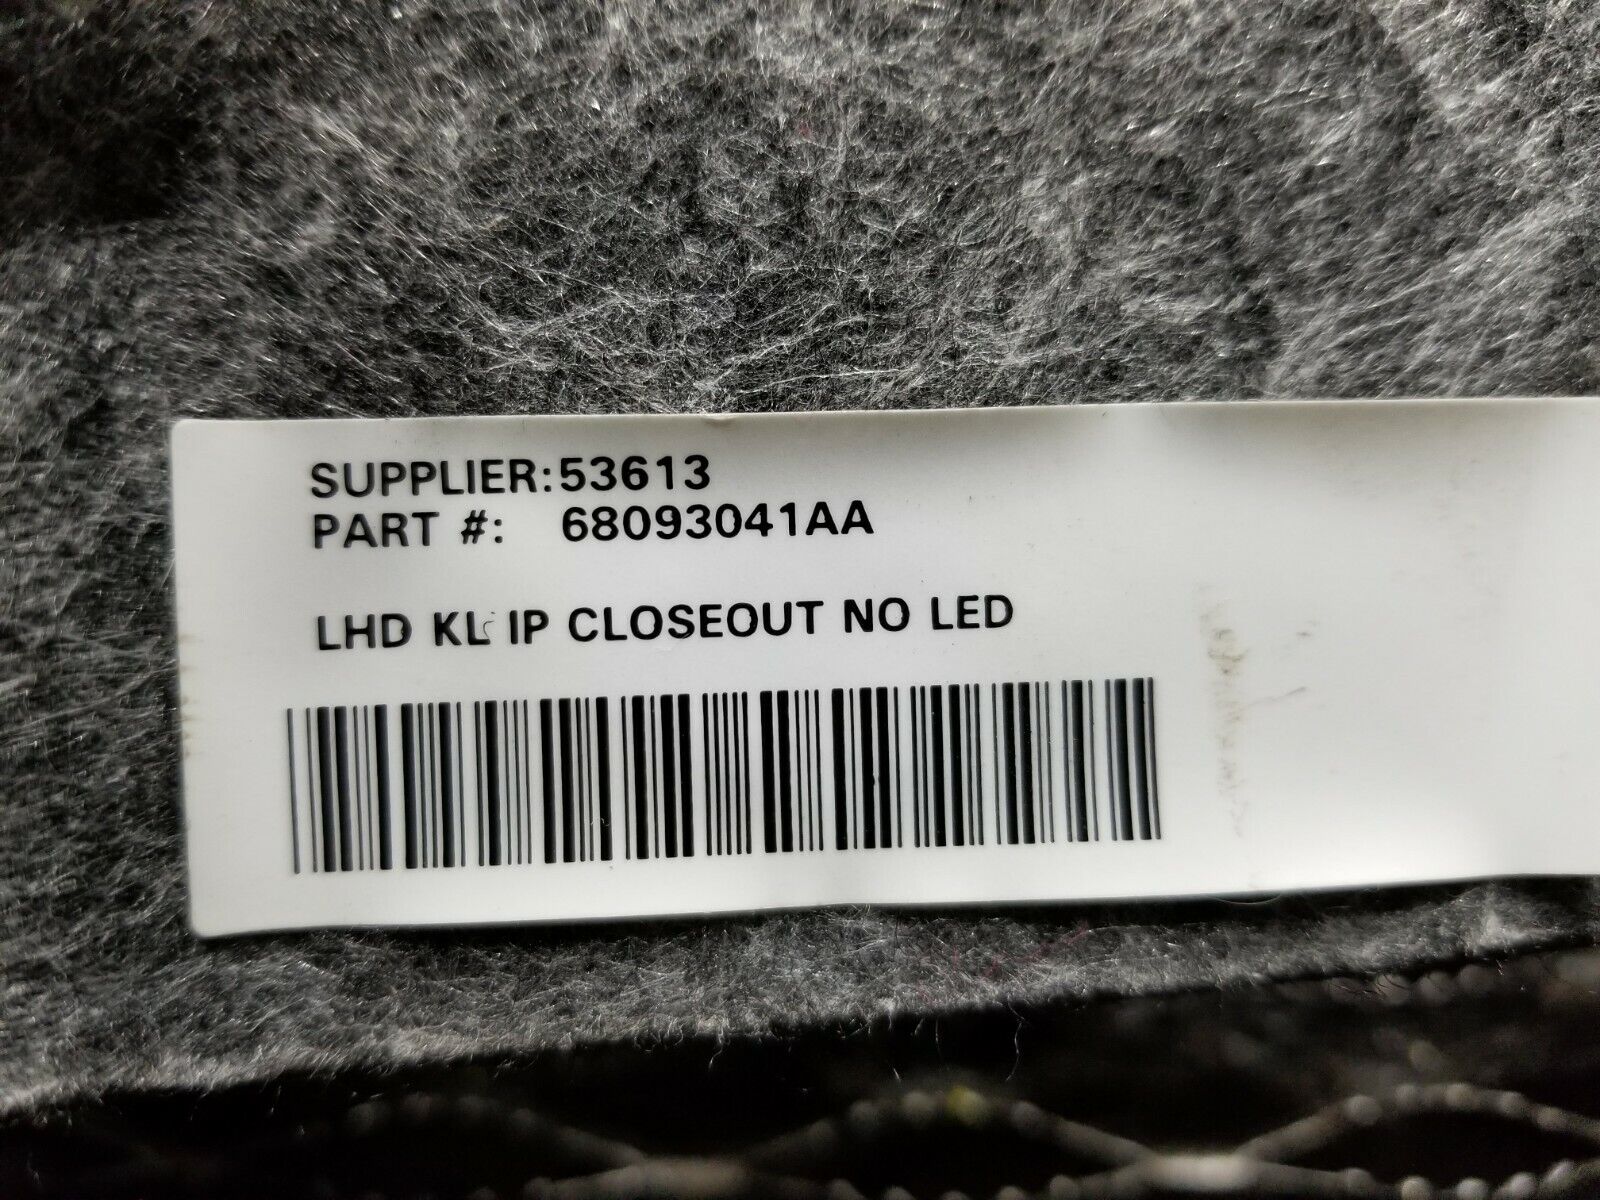 SUPPLIER:53613
PART #: 68093041AA
LHD KL IP CLOSEOUT NO LED